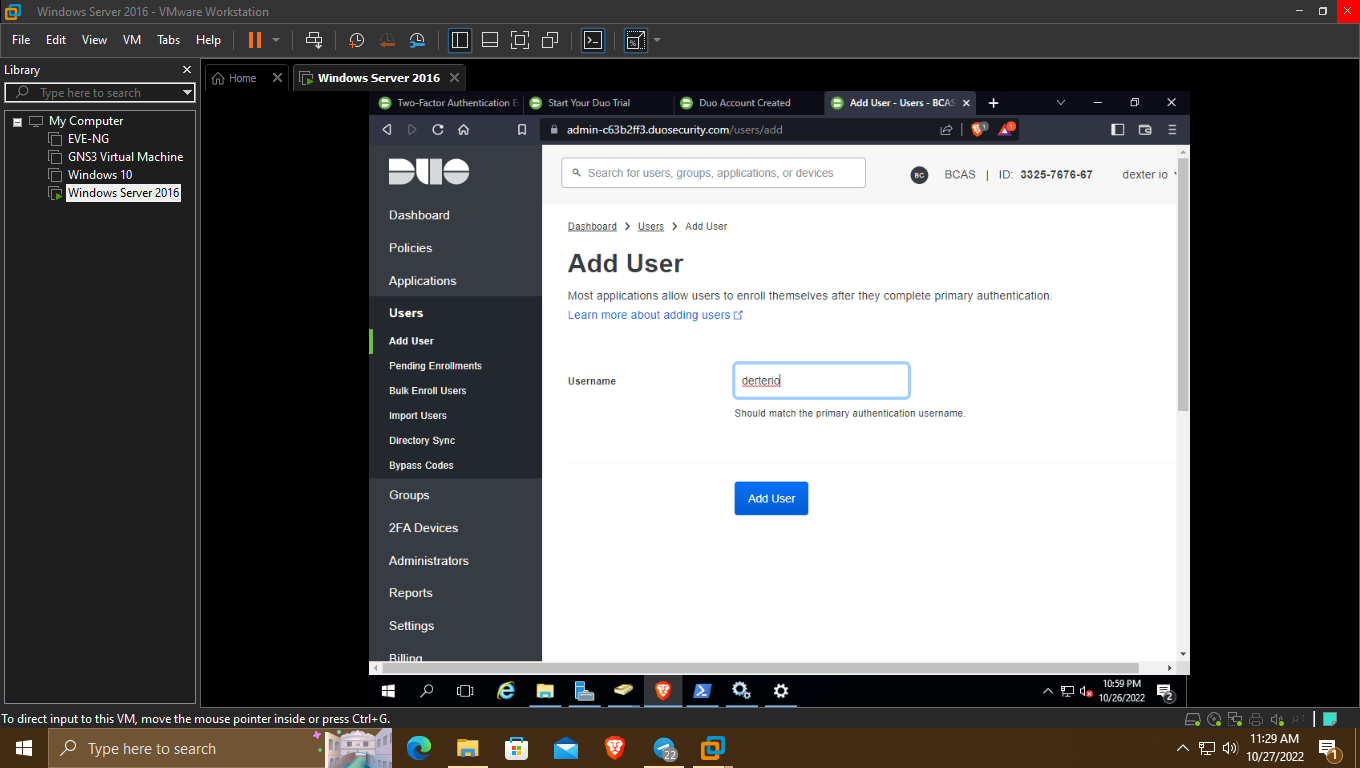 Windows Server 2016 - VMware Workstation
File Edit View VM Tabs Help
Library
Type here to search
My Computer
EVE-NG
GNS3 Virtual Machine
Windows 10
Windows Server 2016
Home
Windows Server 2016
Two-Factor Authentication E
Start Your Duo Trial
Duo Account Created
Add User - Users - BCAS
admin-c63b2ff3.duosecurity.com/users/add
1
1
DUO
Search for users, groups, applications, or devices
BC
BCAS | ID: 3325-7676-67
dexter io
Dashboard
Policies
Applications
Users
Add User
Pending Enrollments
Bulk Enroll Users
Import Users
Directory Sync
Bypass Codes
Groups
2FA Devices
Administrators
Reports
Settings
Billing
Dashboard > Users > Add User
Add User
Most applications allow users to enroll themselves after they complete primary authentication.
Learn more about adding users
Username
derterio
Should match the primary authentication username.
Add User
10:59 PM
10/26/2022
2
To direct input to this VM, move the mouse pointer inside or press Ctrl+G.
Type here to search
22
11:29 AM
10/27/2022
1